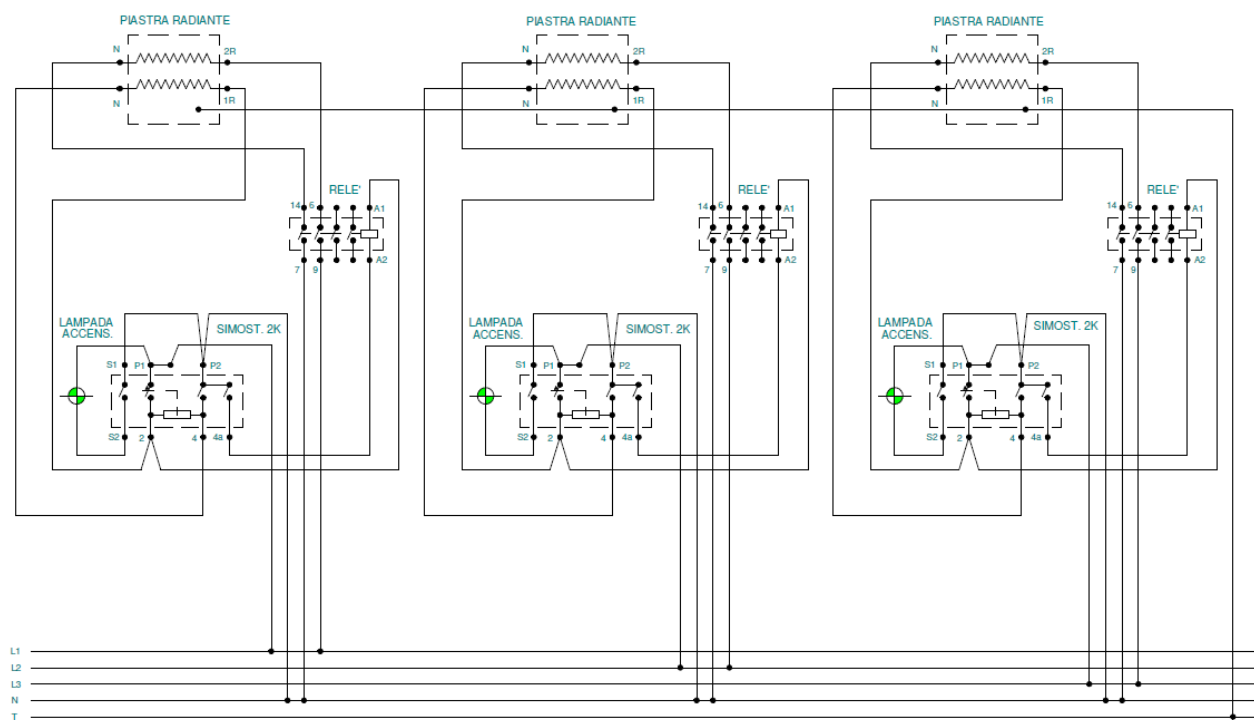 PIASTRA RADIANTE PIASTRA RADIANTE PIASTRA RADIANTE
N 2R N 2R N 2R
N 1R N 1R N 1R
RELE' RELE' RELE'
14 6 A1 14 6 A1 14 6 A1
7 9 A2 7 9 A2 7 9 A2
LAMPADA ACCENS. SIMOST. 2K LAMPADA ACCENS. SIMOST. 2K LAMPADA ACCENS. SIMOST. 2K
S1 P1 P2 S1 P1 P2 S1 P1 P2
S2 2 4 4a S2 2 4 4a S2 2 4 4a
L1
L2
L3
N
T